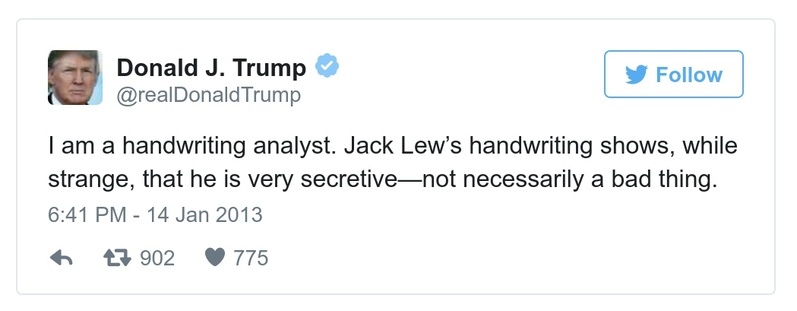 Donald J. Trump
@realDonaldTrump
Follow
I am a handwriting analyst. Jack Lew’s handwriting shows, while
strange, that he is very secretive—not necessarily a bad thing.
6:41 PM - 14 Jan 2013
902 775